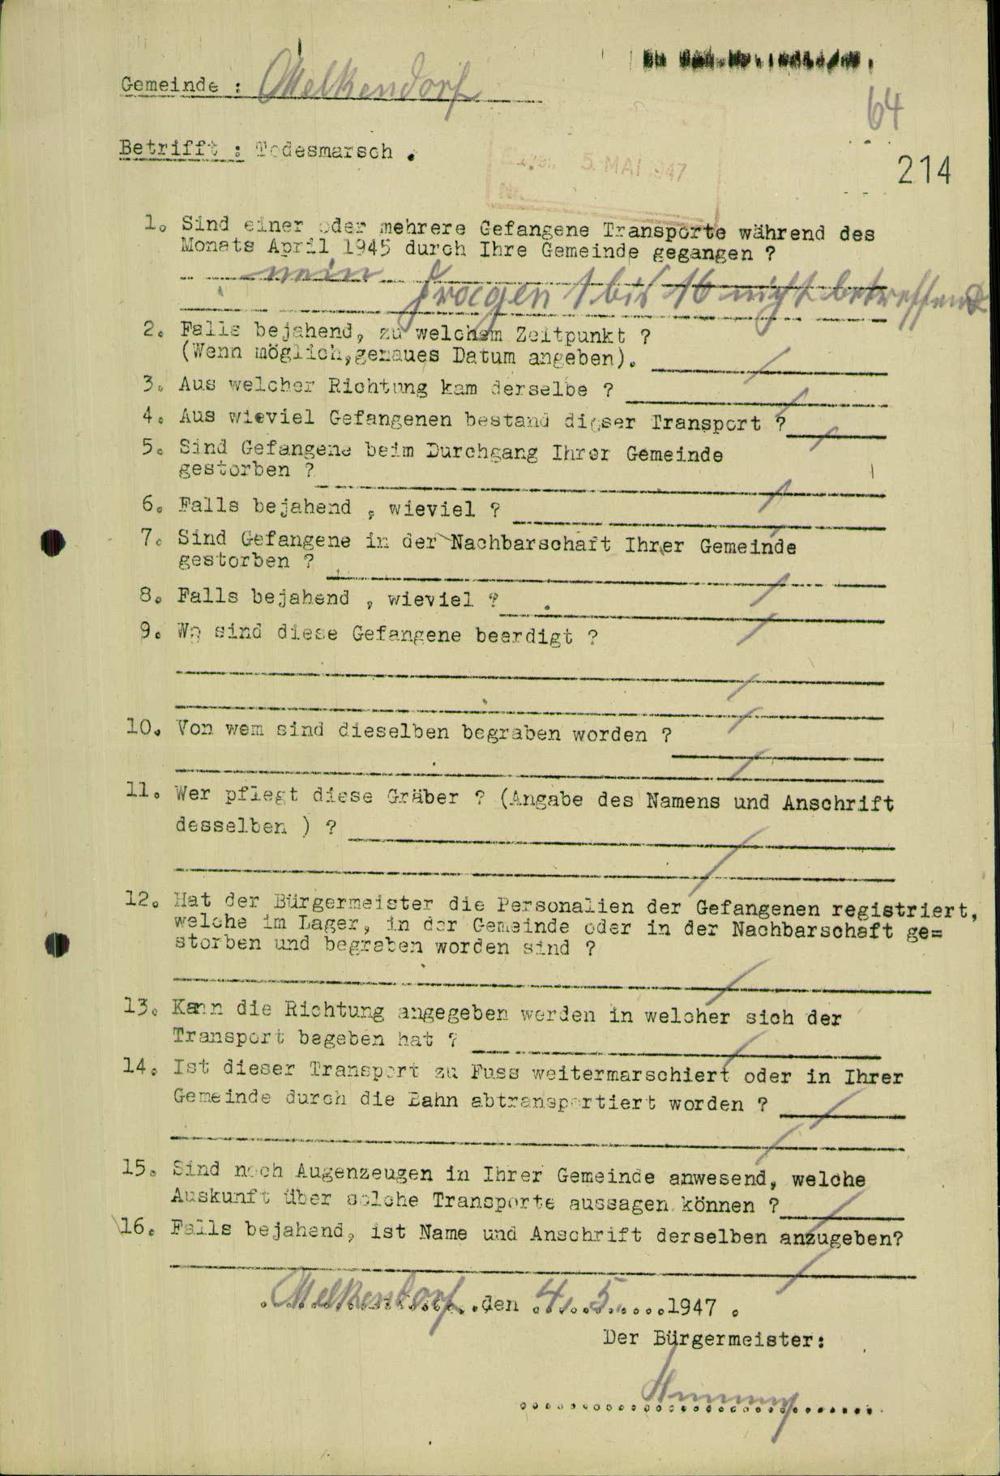 Gemeinde : Melkendorf
64
Betrifft : Todesmarsch .
5. MAI 1947
214
1. Sind einer oder mehrere Gefangene Transporte während des
Monats April 1945 durch Ihre Gemeinde gegangen ?
nein
Fragen 1 bis 16 nicht betreffend
2. Falls bejahend, zu welchem Zeitpunkt ?
(Wenn möglich,genaues Datum angeben). /
3. Aus welcher Richtung kam derselbe ? /
4. Aus wieviel Gefangenen bestand dieser Transport ? /
5. Sind Gefangene beim Durchgang Ihrer Gemeinde
gestorben ? /
6. Falls bejahend , wieviel ? /
7. Sind Gefangene in der Nachbarschaft Ihrer Gemeinde
gestorben ? /
8. Falls bejahend , wieviel ? /
9. Wo sind diese Gefangene beerdigt ?
/
/
10. Von wem sind dieselben begraben worden ?
/
11. Wer pflegt diese Gräber ? (Angabe des Namens und Anschrift
desselben ) ?
/
12. Hat der Bürgermeister die Personalien der Gefangenen registriert,
welche im Lager, in der Gemeinde oder in der Nachbarschaft ge=
storben und begraben worden sind ?
/
13. Kann die Richtung angegeben werden in welcher sich der
Transport begeben hat ? /
14. Ist dieser Transport zu Fuss weitermarschiert oder in Ihrer
Gemeinde durch die Bahn abtransportiert worden ? /
/
15. Sind noch Augenzeugen in Ihrer Gemeinde anwesend, welche
Auskunft über solche Transporte aussagen können ? /
16. Falls bejahend, ist Name und Anschrift derselben anzugeben?
/
Melkendorf den 4. 5. 1947 .
Der Bürgermeister: